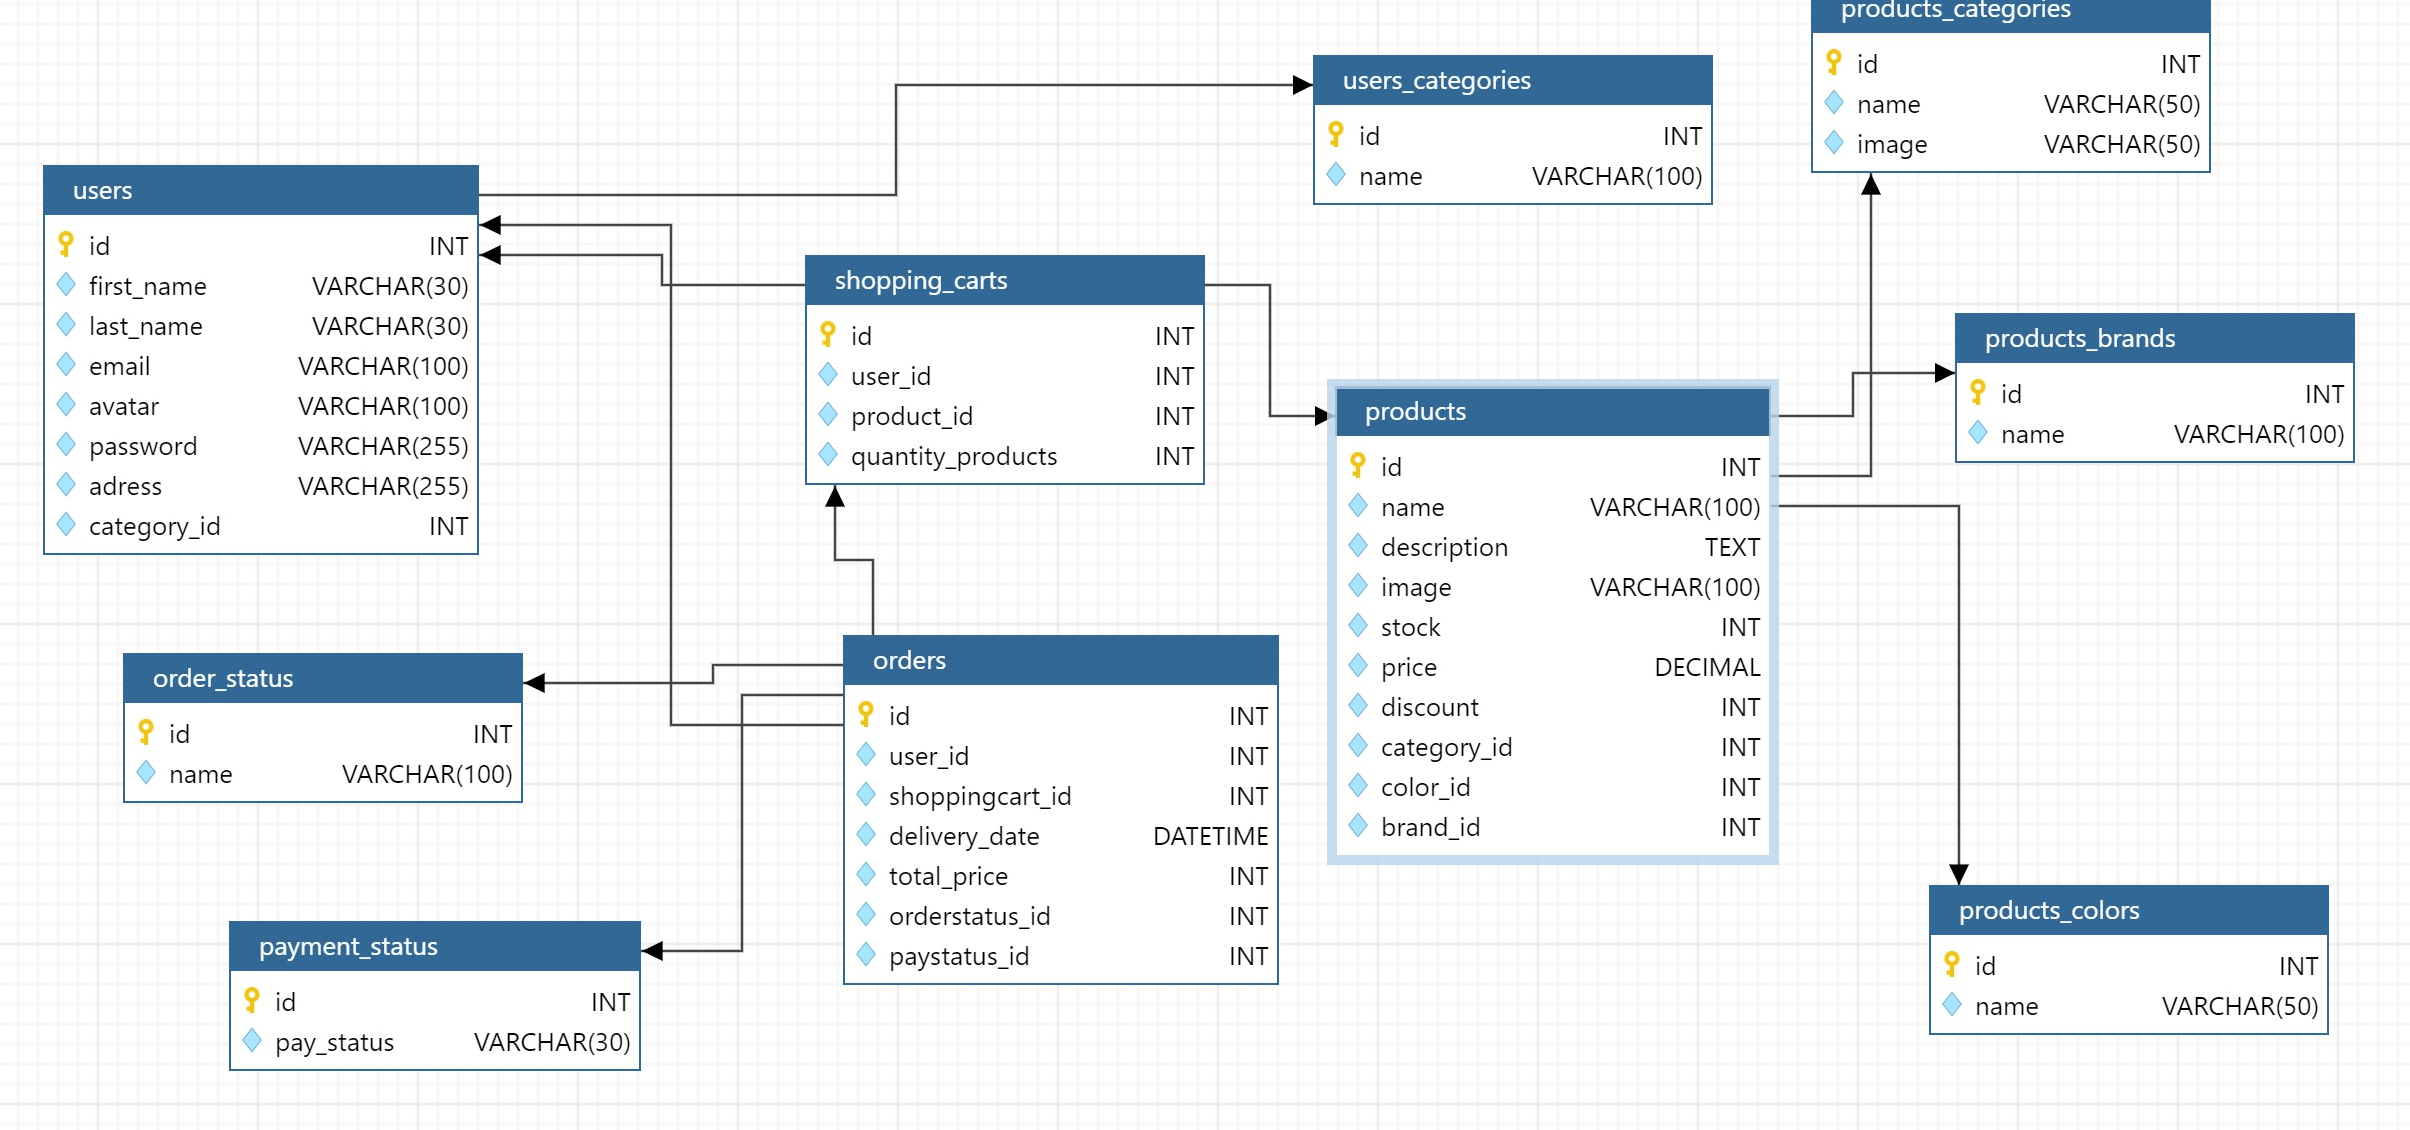 products_categories
id INT
name VARCHAR(50)
image VARCHAR(50)
users_categories
id INT
name VARCHAR(100)
users
id INT
first_name VARCHAR(30)
last_name VARCHAR(30)
email VARCHAR(100)
avatar VARCHAR(100)
password VARCHAR(255)
adress VARCHAR(255)
category_id INT
shopping_carts
id INT
user_id INT
product_id INT
quantity_products INT
products_brands
id INT
name VARCHAR(100)
products
id INT
name VARCHAR(100)
description TEXT
image VARCHAR(100)
stock INT
price DECIMAL
discount INT
category_id INT
color_id INT
brand_id INT
order_status
id INT
name VARCHAR(100)
orders
id INT
user_id INT
shoppingcart_id INT
delivery_date DATETIME
total_price INT
orderstatus_id INT
paystatus_id INT
payment_status
id INT
pay_status VARCHAR(30)
products_colors
id INT
name VARCHAR(50)